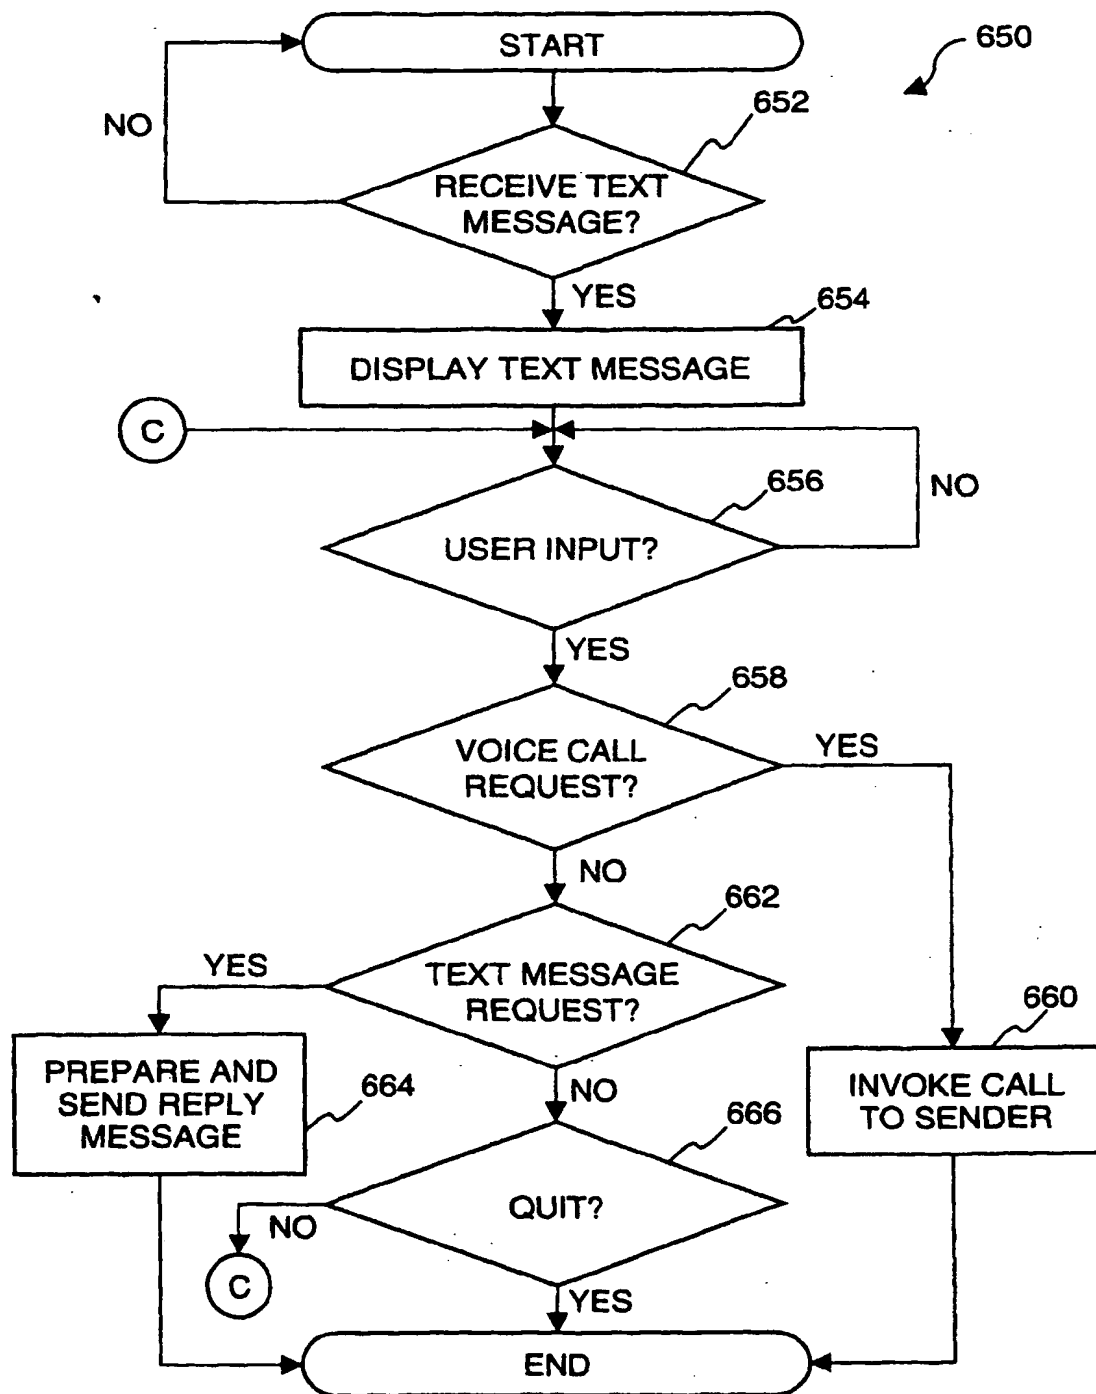 START
650
652
NO
RECEIVE TEXT
MESSAGE?
YES
654
DISPLAY TEXT MESSAGE
C
656
NO
USER INPUT?
YES
658
VOICE CALL
REQUEST?
YES
NO
662
YES
TEXT MESSAGE
REQUEST?
660
PREPARE AND
SEND REPLY
MESSAGE
664
NO
INVOKE CALL
TO SENDER
666
QUIT?
NO
C
YES
END